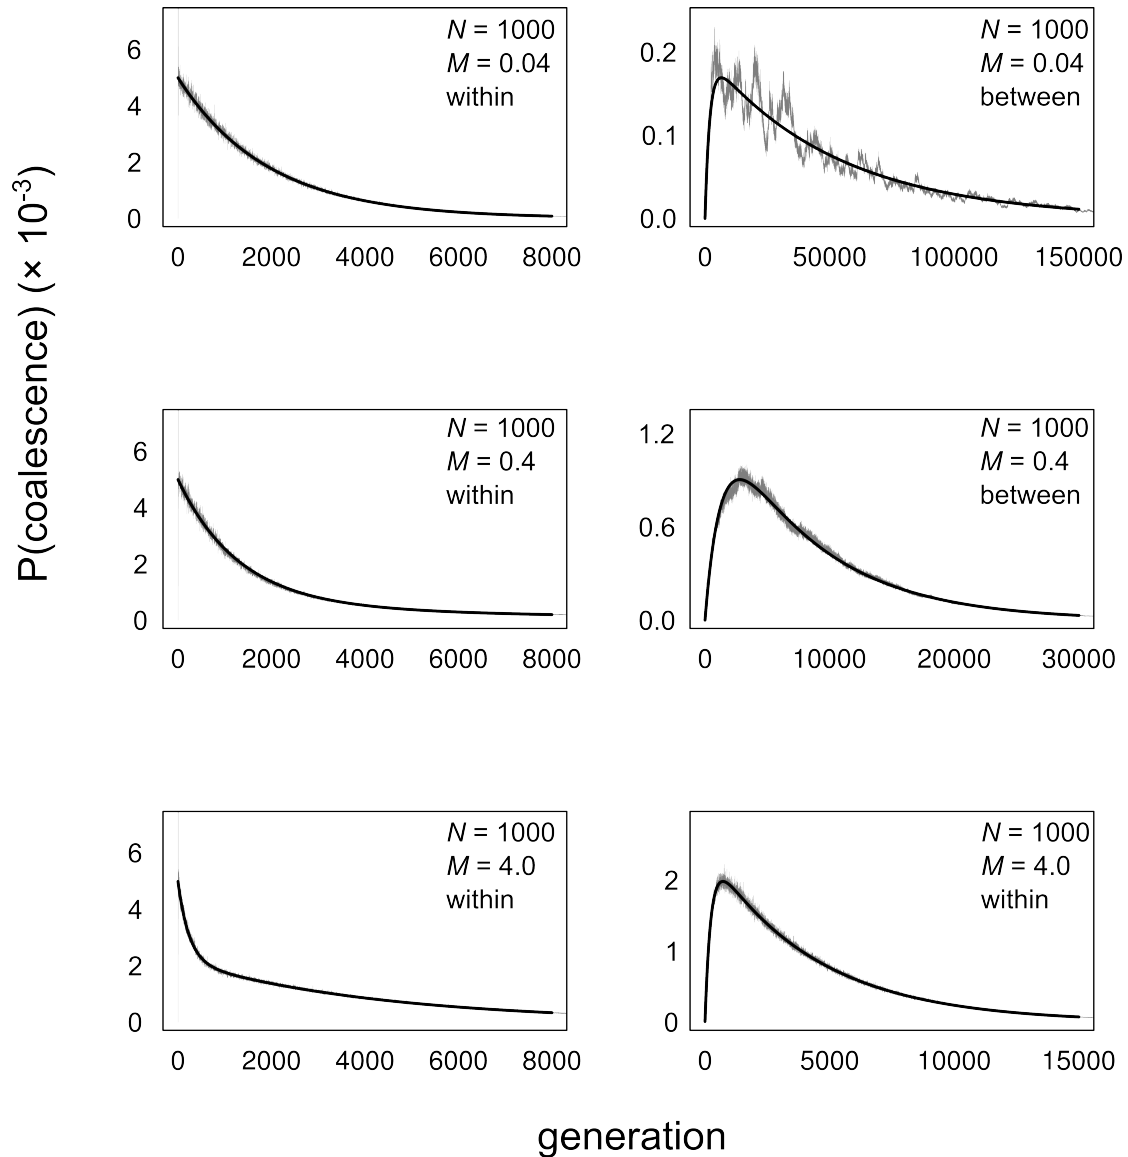 P(coalescence) (× 10⁻³)
6
4
2
0
N = 1000
M = 0.04
within
0 2000 4000 6000 8000
0.2
0.1
0.0
N = 1000
M = 0.04
between
0 50000 100000 150000
6
4
2
0
N = 1000
M = 0.4
within
0 2000 4000 6000 8000
1.2
0.6
0.0
N = 1000
M = 0.4
between
0 10000 20000 30000
6
4
2
0
N = 1000
M = 4.0
within
0 2000 4000 6000 8000
2
1
0
N = 1000
M = 4.0
within
0 5000 10000 15000
generation